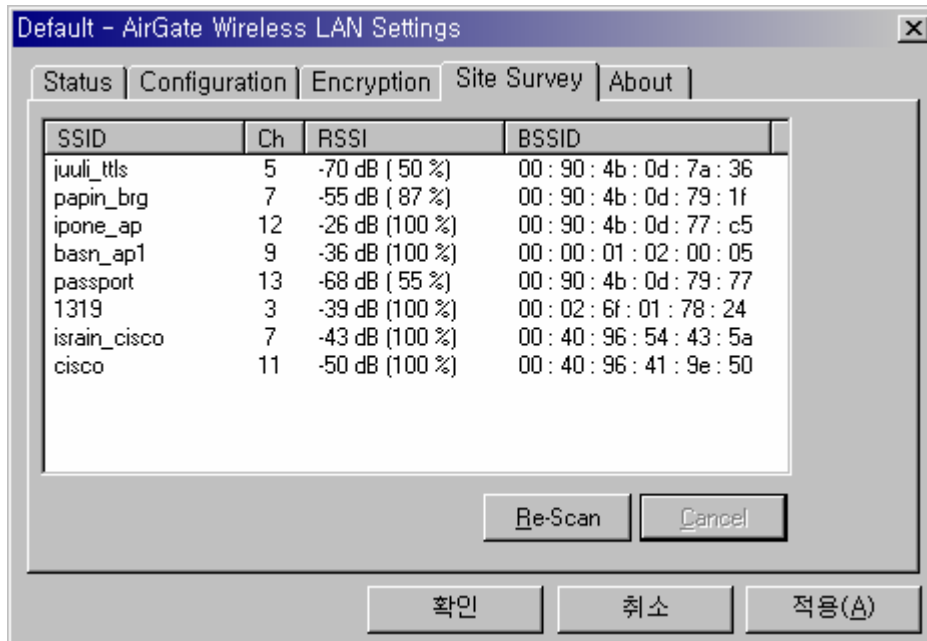 Default - AirGate Wireless LAN Settings
Status Configuration Encryption Site Survey About
SSID Ch RSSI BSSID
juuli_ttls 5 -70 dB ( 50 %) 00 : 90 : 4b : 0d : 7a : 36
papin_brg 7 -55 dB ( 87 %) 00 : 90 : 4b : 0d : 79 : 1f
ipone_ap 12 -26 dB (100 %) 00 : 90 : 4b : 0d : 77 : c5
basn_ap1 9 -36 dB (100 %) 00 : 00 : 01 : 02 : 00 : 05
passport 13 -68 dB ( 55 %) 00 : 90 : 4b : 0d : 79 : 77
1319 3 -39 dB (100 %) 00 : 02 : 6f : 01 : 78 : 24
israin_cisco 7 -43 dB (100 %) 00 : 40 : 96 : 54 : 43 : 5a
cisco 11 -50 dB (100 %) 00 : 40 : 96 : 41 : 9e : 50
Re-Scan Cancel
확인 취소 적용(A)